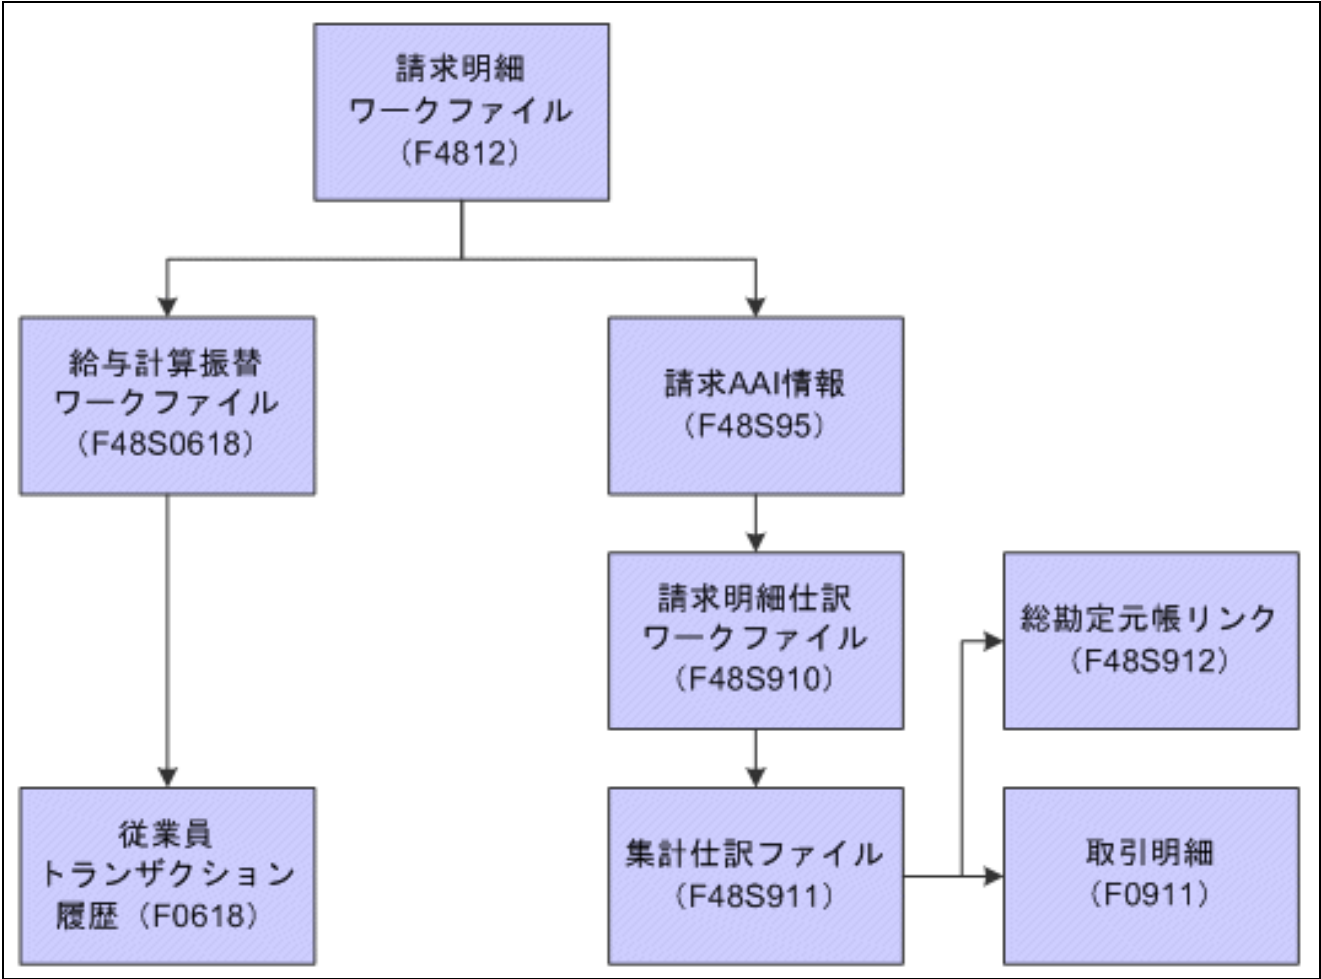 請求明細
ワークファイル
（F4812）
給与計算振替
ワークファイル
（F48S0618）
請求AAI情報
（F48S95）
請求明細仕訳
ワークファイル
（F48S910）
総勘定元帳リンク
（F48S912）
従業員
トランザクション
履歴（F0618）
集計仕訳ファイル
（F48S911）
取引明細
（F0911）